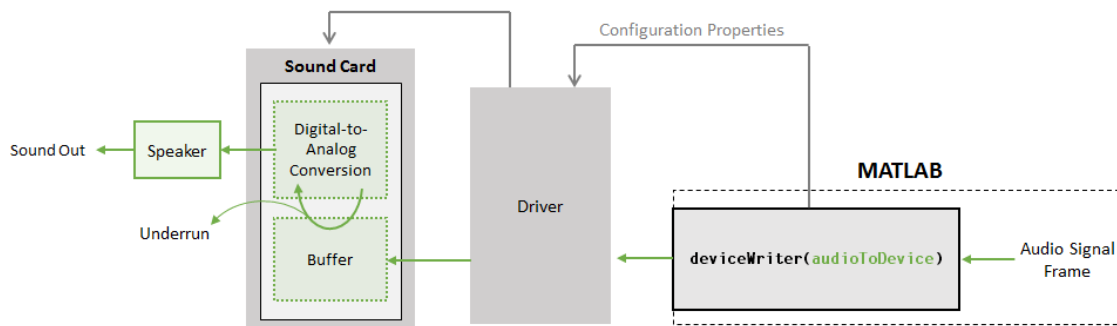 Configuration Properties
Sound Card
Digital-to-
Analog
Conversion
Sound Out
Speaker
MATLAB
Driver
Underrun
Buffer
deviceWriter(audioToDevice)
Audio Signal
Frame